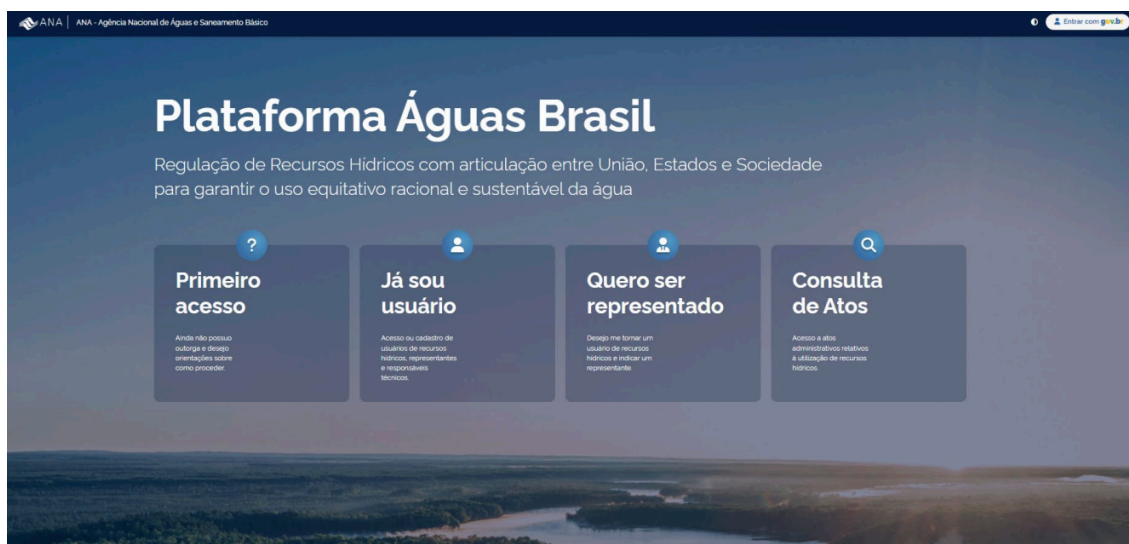 ANA
ANA - Agência Nacional de Águas e Saneamento Básico
Entrar com gov.br
Plataforma Águas Brasil
Regulação de Recursos Hídricos com articulação entre União, Estados e Sociedade
para garantir o uso equitativo racional e sustentável da água
?
Primeiro
acesso
Ainda não possuo
outorga e desejo
orientações sobre
como proceder.
Já sou
usuário
Acesso ou cadastro de
usuários de recursos
hídricos, representantes
e responsáveis
técnicos.
Quero ser
representado
Desejo me tornar um
usuário de recursos
hídricos e indicar um
representante.
Consulta
de Atos
Acesso a atos
administrativos relativos
à utilização de recursos
hídricos.